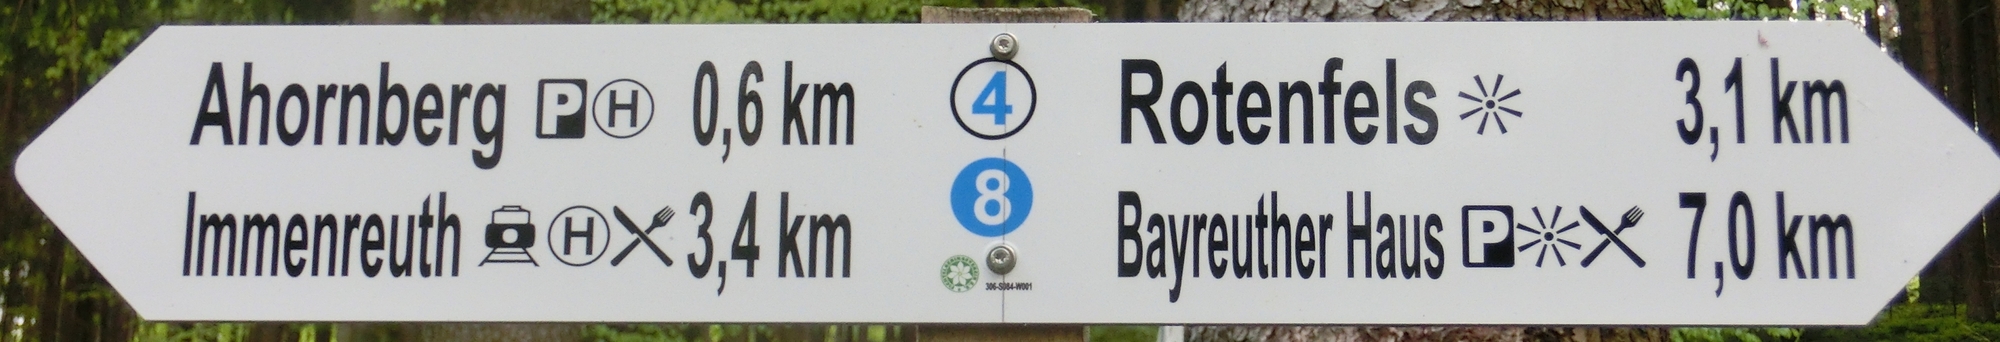 Ahornberg P H 0,6 km
Immenreuth H 3,4 km
4
8
306-S084-W001
Rotenfels 3,1 km
Bayreuther Haus P 7,0 km